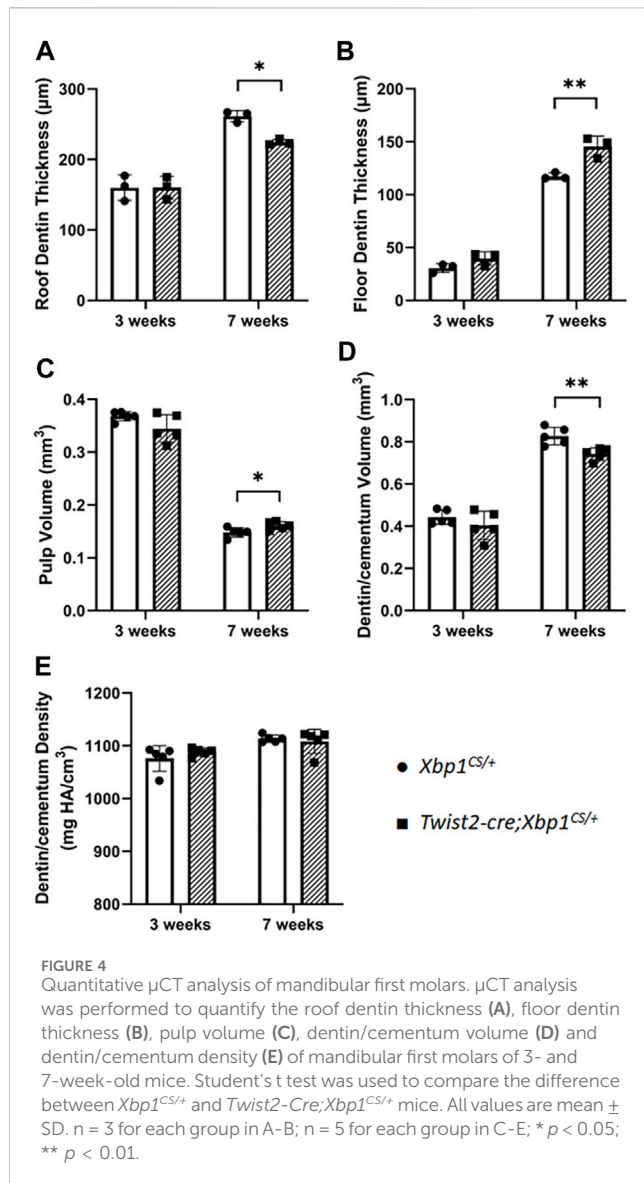 A
B
*
**
Roof Dentin Thickness (µm)
300
200
100
0
3 weeks 7 weeks
Floor Dentin Thickness (µm)
200
150
100
50
0
3 weeks 7 weeks
C
D
*
**
Pulp Volume (mm³)
0.4
0.3
0.2
0.1
0.0
3 weeks 7 weeks
Dentin/cementum Volume (mm³)
1.0
0.8
0.6
0.4
0.2
0.0
3 weeks 7 weeks
E
Dentin/cementum Density
(mg HA/cm³)
1200
1100
1000
900
800
3 weeks 7 weeks
Xbp1^CS/+
Twist2-cre;Xbp1^CS/+
FIGURE 4
Quantitative µCT analysis of mandibular first molars. µCT analysis
was performed to quantify the roof dentin thickness (A), floor dentin
thickness (B), pulp volume (C), dentin/cementum volume (D) and
dentin/cementum density (E) of mandibular first molars of 3- and
7-week-old mice. Student's t test was used to compare the difference
between Xbp1^CS/+ and Twist2-Cre;Xbp1^CS/+ mice. All values are mean ±
SD. n = 3 for each group in A-B; n = 5 for each group in C-E; * p < 0.05;
** p < 0.01.